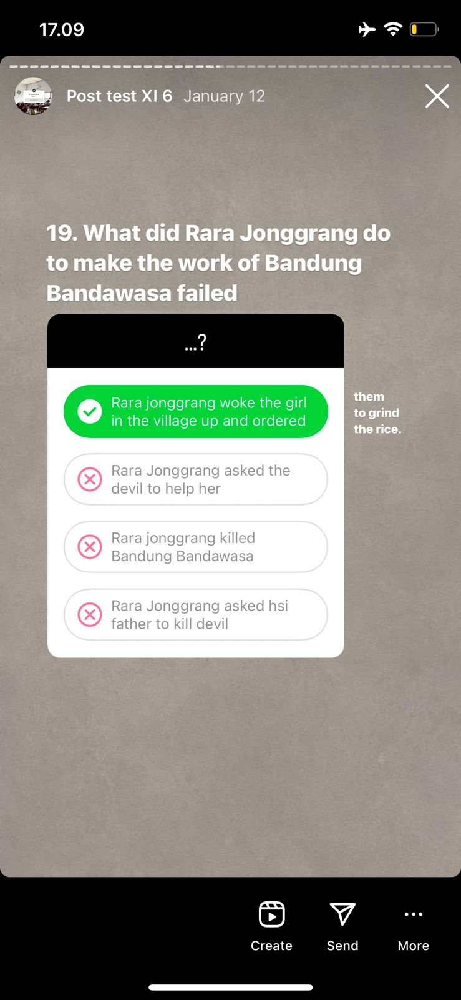 17.09
Post test XI 6 January 12
19. What did Rara Jonggrang do
to make the work of Bandung
Bandawasa failed
...?
Rara jonggrang woke the girl
in the village up and ordered
them
to grind
the rice.
Rara Jonggrang asked the
devil to help her
Rara jonggrang killed
Bandung Bandawasa
Rara Jonggrang asked hsi
father to kill devil
Create
Send
More